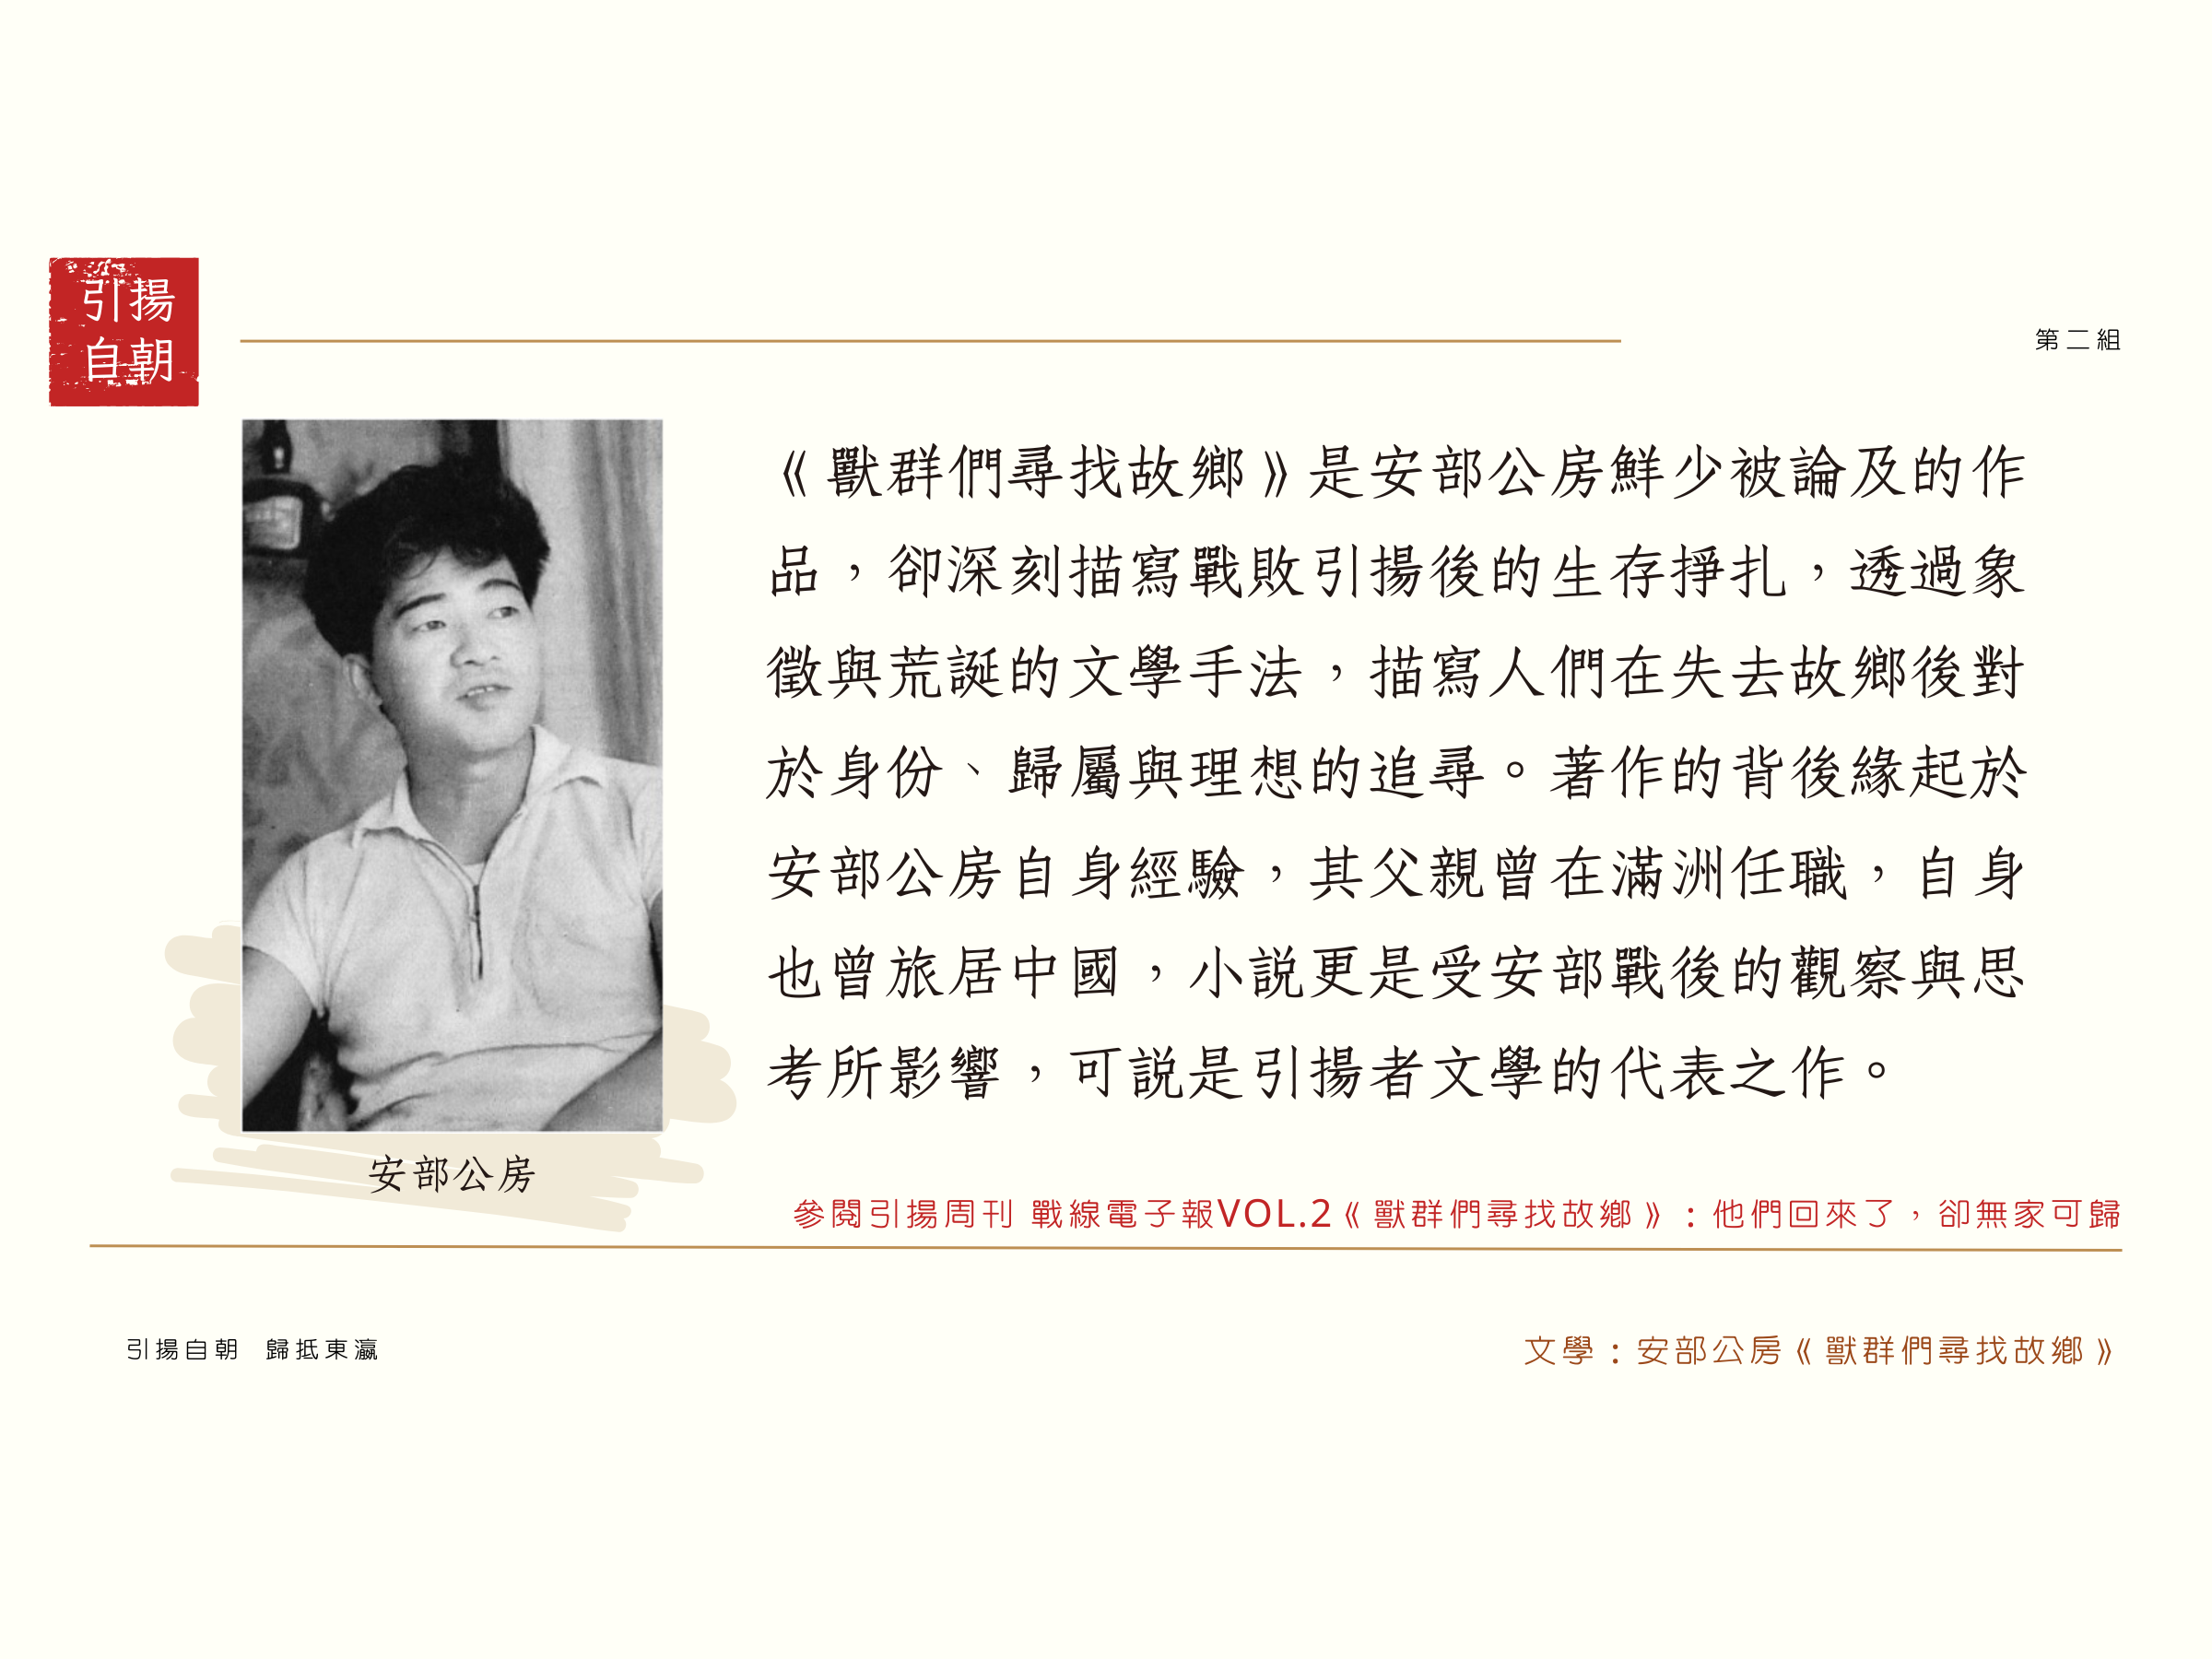 引揚
自朝
第二組
《獸群們尋找故鄉》是安部公房鮮少被論及的作
品，卻深刻描寫戰敗引揚後的生存掙扎，透過象
徵與荒誕的文學手法，描寫人們在失去故鄉後對
於身份、歸屬與理想的追尋。著作的背後緣起於
安部公房自身經驗，其父親曾在滿洲任職，自身
也曾旅居中國，小說更是受安部戰後的觀察與思
考所影響，可說是引揚者文學的代表之作。
安部公房
參閱引揚周刊 戰線電子報VOL.2《獸群們尋找故鄉》：他們回來了，卻無家可歸
引揚自朝 歸抵東瀛
文學：安部公房《獸群們尋找故鄉》